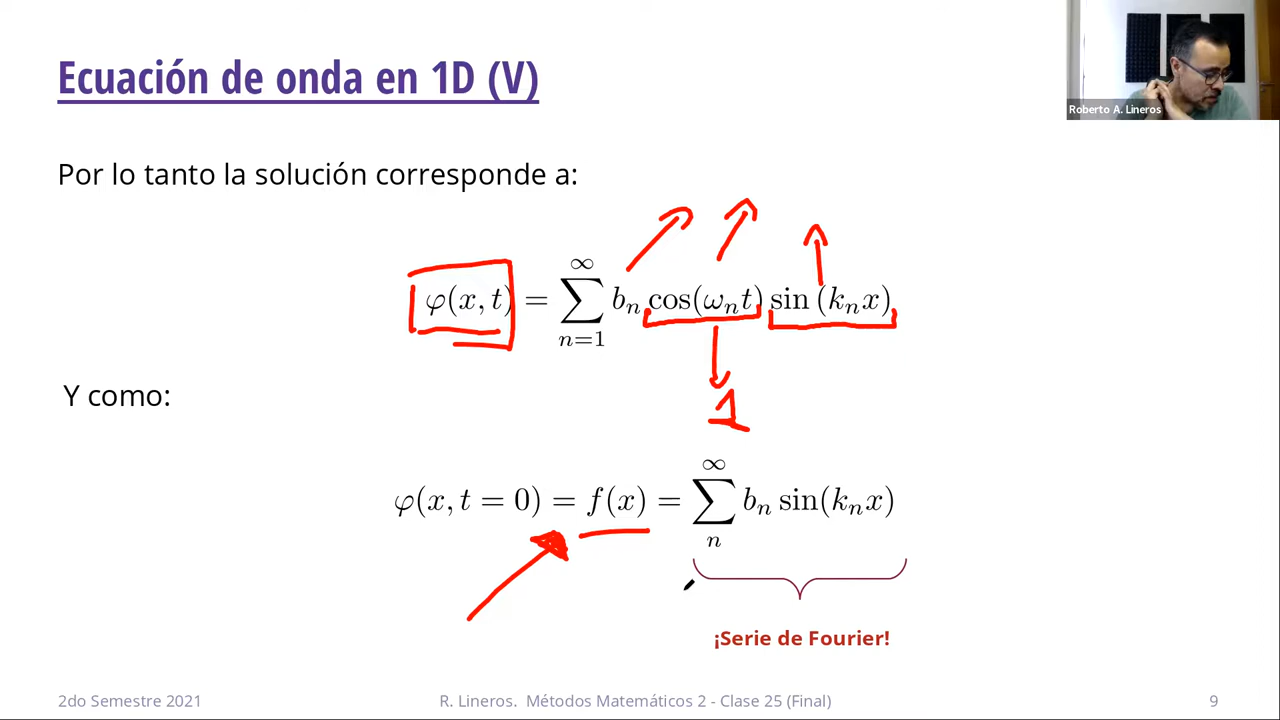 Ecuación de onda en 1D (V)
Roberto A. Lineros
Por lo tanto la solución corresponde a:
φ(x, t) = ∑_{n=1}^{∞} b_n cos(ω_n t) sin (k_n x)
1
Y como:
φ(x, t = 0) = f(x) = ∑_{n}^{∞} b_n sin(k_n x)
¡Serie de Fourier!
2do Semestre 2021
R. Lineros. Métodos Matemáticos 2 - Clase 25 (Final)
9